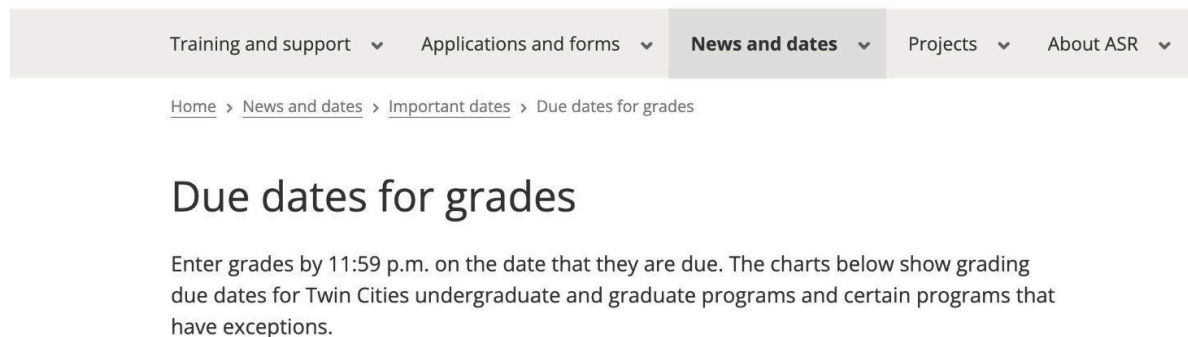 Training and support Applications and forms News and dates Projects About ASR
Home > News and dates > Important dates > Due dates for grades
Due dates for grades
Enter grades by 11:59 p.m. on the date that they are due. The charts below show grading
due dates for Twin Cities undergraduate and graduate programs and certain programs that
have exceptions.